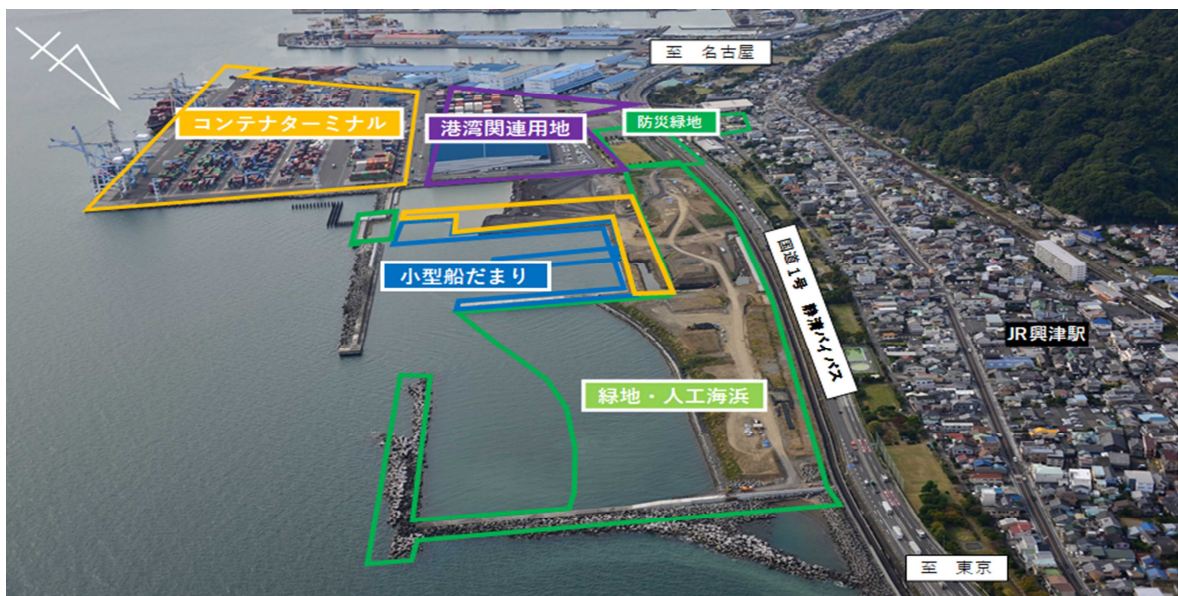 至 名古屋
コンテナターミナル
港湾関連用地
防災緑地
小型船だまり
国道1号 静清バイパス
JR興津駅
緑地・人工海浜
至 東京